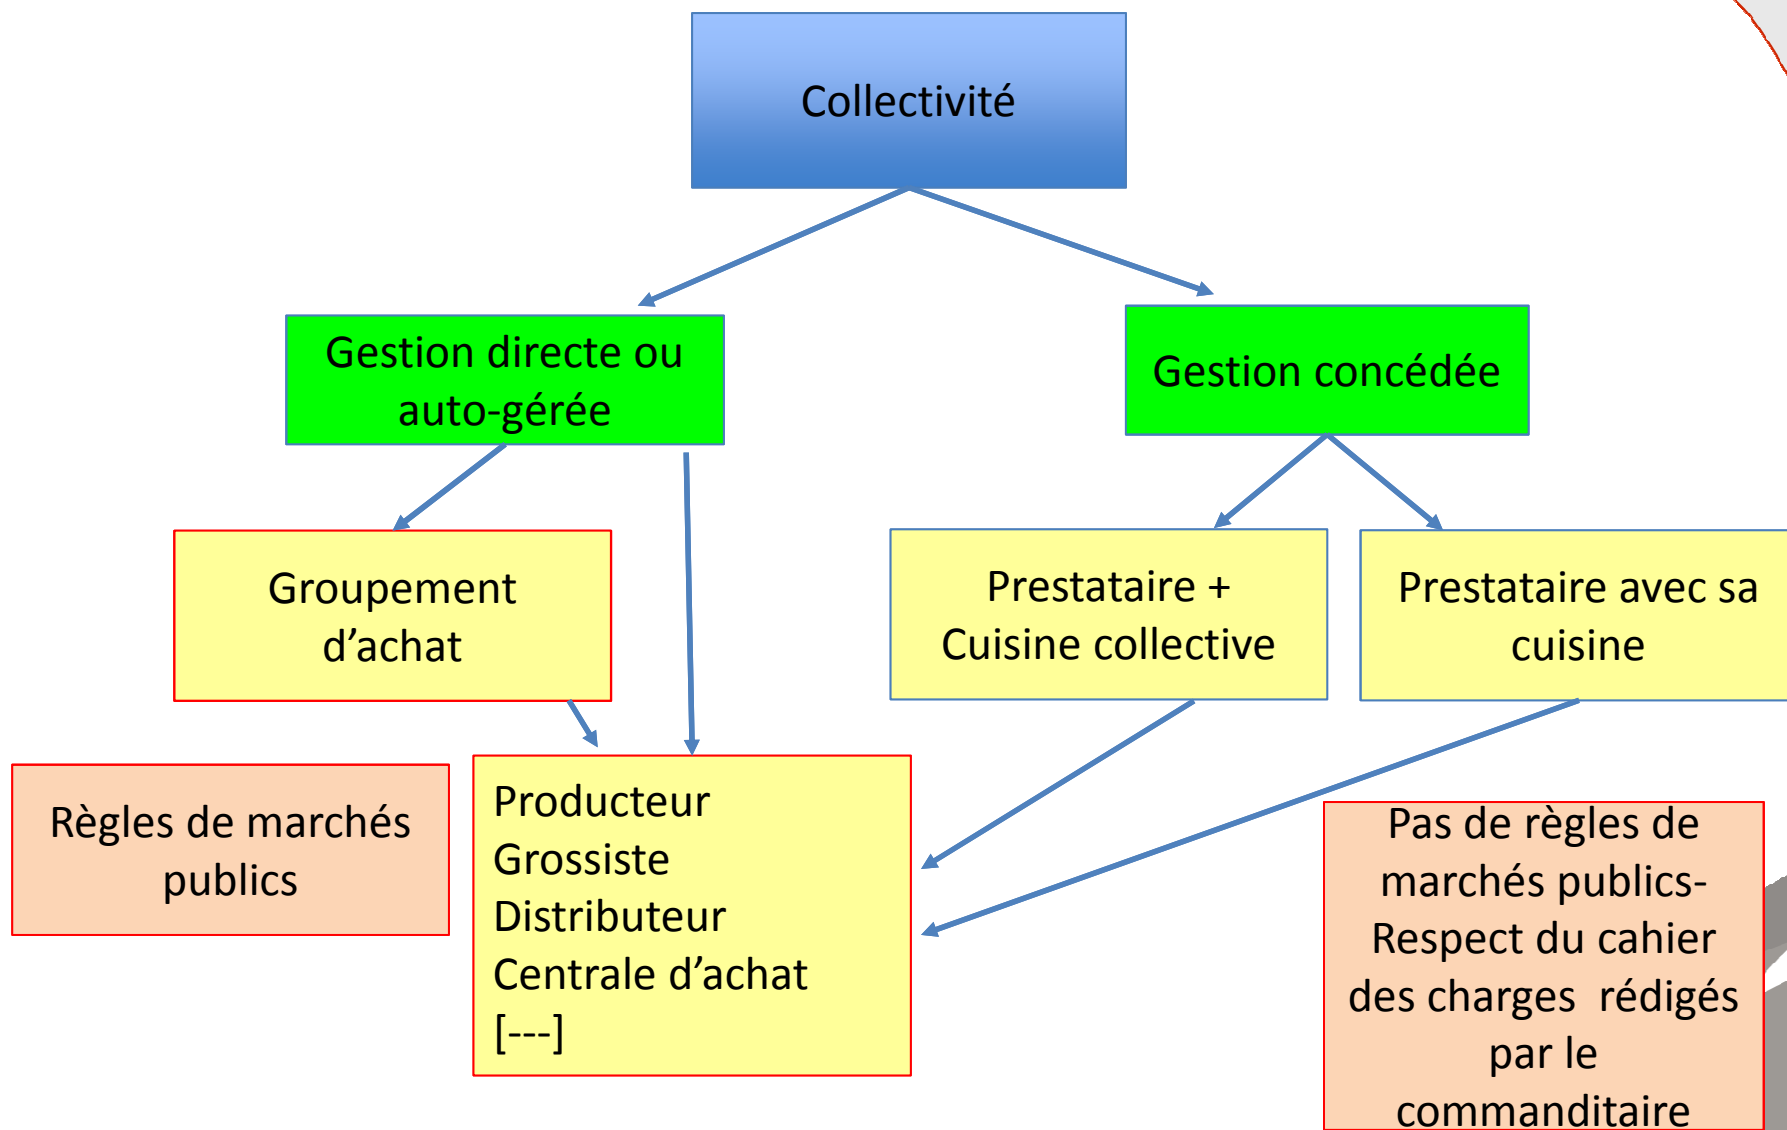 Collectivité
Gestion directe ou
auto-gérée
Gestion concédée
Groupement
d’achat
Prestataire +
Cuisine collective
Prestataire avec sa
cuisine
Règles de marchés
publics
Producteur
Grossiste
Distributeur
Centrale d’achat
[---]
Pas de règles de
marchés publics-
Respect du cahier
des charges  rédigés
par le
commanditaire